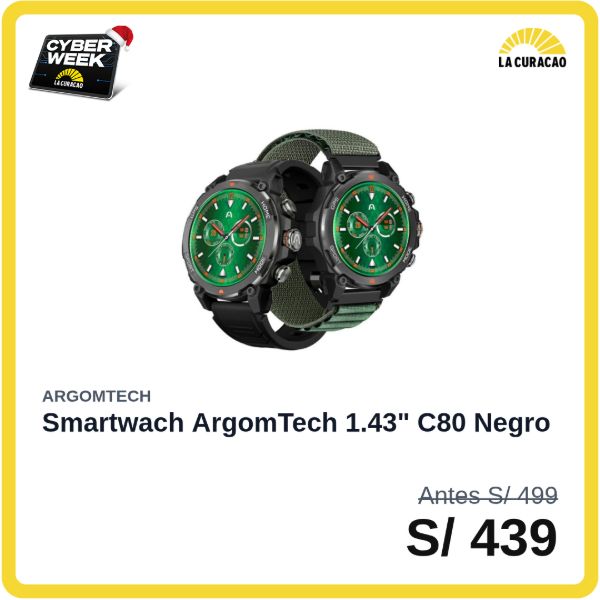 CYBER
WEEK
LA CURACAO
LA CURACAO
ARGOMTECH
Smartwach ArgomTech 1.43" C80 Negro
Antes S/ 499
S/ 439